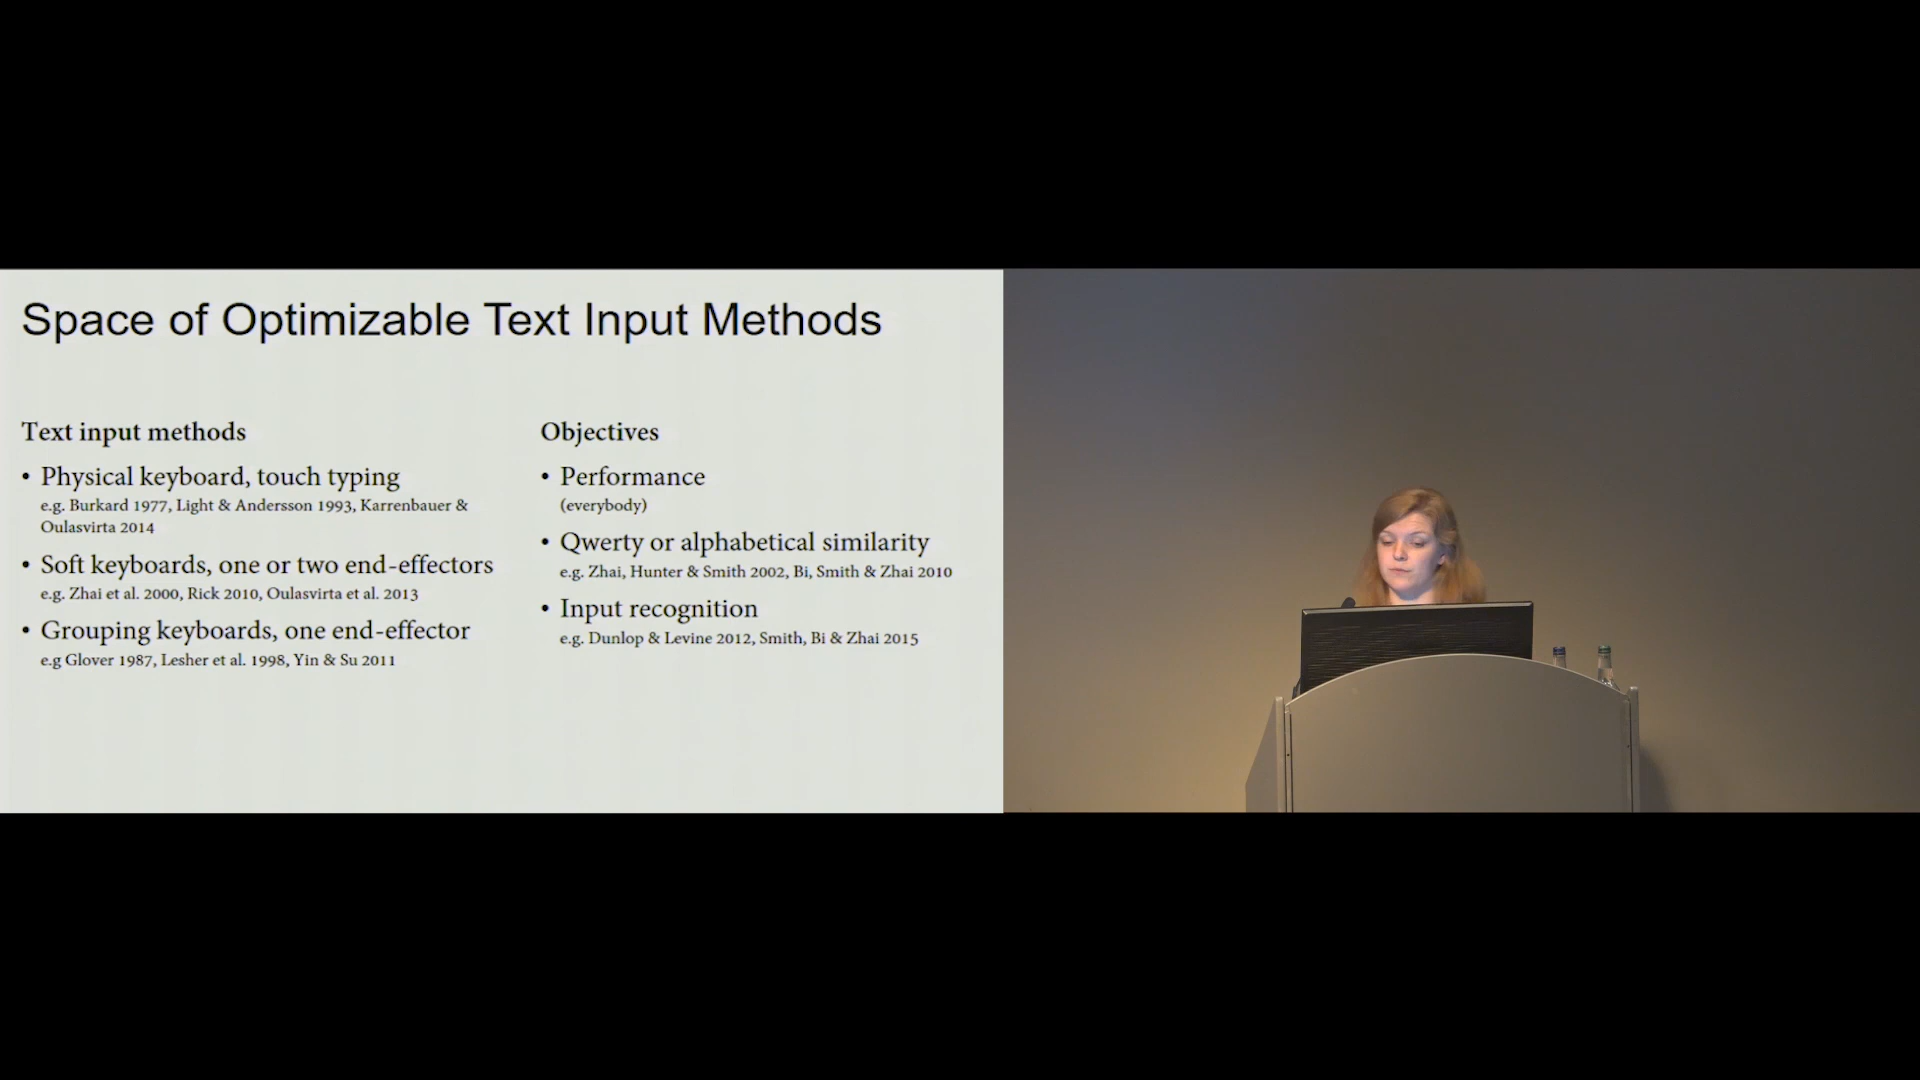 Space of Optimizable Text Input Methods
Text input methods
• Physical keyboard, touch typing
e.g. Burkard 1977, Light & Andersson 1993, Karrenbauer &
Oulasvirta 2014
• Soft keyboards, one or two end-effectors
e.g. Zhai et al. 2000, Rick 2010, Oulasvirta et al. 2013
• Grouping keyboards, one end-effector
e.g Glover 1987, Lesher et al. 1998, Yin & Su 2011
Objectives
• Performance
(everybody)
• Qwerty or alphabetical similarity
e.g. Zhai, Hunter & Smith 2002, Bi, Smith & Zhai 2010
• Input recognition
e.g. Dunlop & Levine 2012, Smith, Bi & Zhai 2015